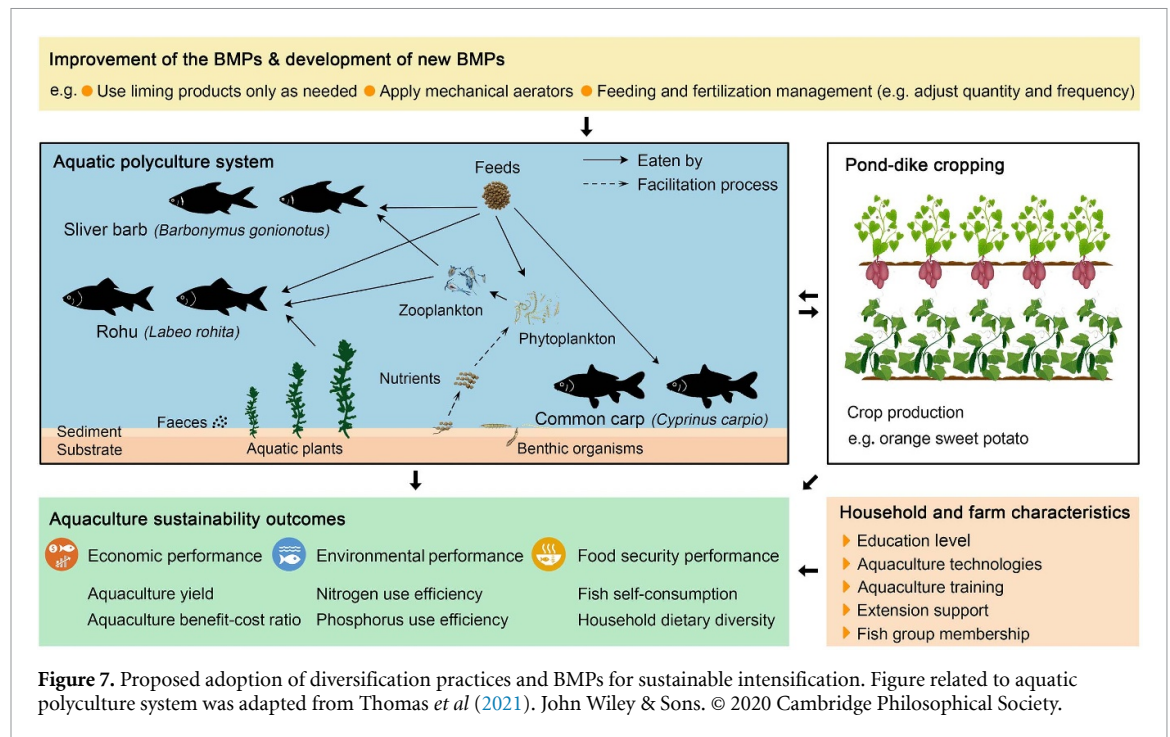 Improvement of the BMPs & development of new BMPs
e.g. ● Use liming products only as needed ● Apply mechanical aerators ● Feeding and fertilization management (e.g. adjust quantity and frequency)
Aquatic polyculture system
Feeds
Eaten by
Facilitation process
Sliver barb (Barbonymus gonionotus)
Zooplankton
Rohu (Labeo rohita)
Phytoplankton
Nutrients
Common carp (Cyprinus carpio)
Faeces
Sediment
Substrate
Aquatic plants
Benthic organisms
Pond-dike cropping
Crop production
e.g. orange sweet potato
Aquaculture sustainability outcomes
Economic performance
Environmental performance
Food security performance
Aquaculture yield
Nitrogen use efficiency
Fish self-consumption
Aquaculture benefit-cost ratio
Phosphorus use efficiency
Household dietary diversity
Household and farm characteristics
Education level
Aquaculture technologies
Aquaculture training
Extension support
Fish group membership
Figure 7. Proposed adoption of diversification practices and BMPs for sustainable intensification. Figure related to aquatic
polyculture system was adapted from Thomas et al (2021). John Wiley & Sons. © 2020 Cambridge Philosophical Society.